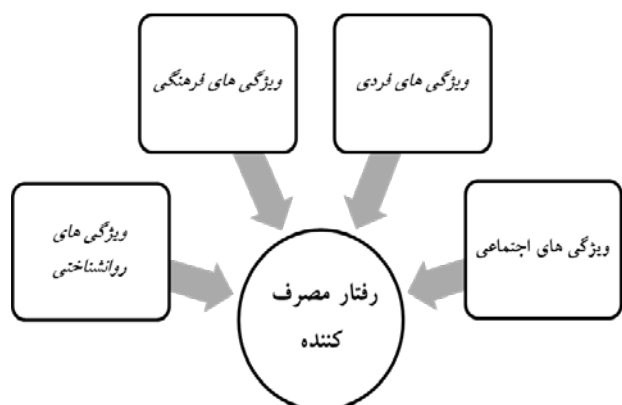 ویژگی های فردی
ویژگی های فرهنگی
ویژگی های اجتماعی
ویژگی های
روانشناختی
رفتار مصرف
کننده